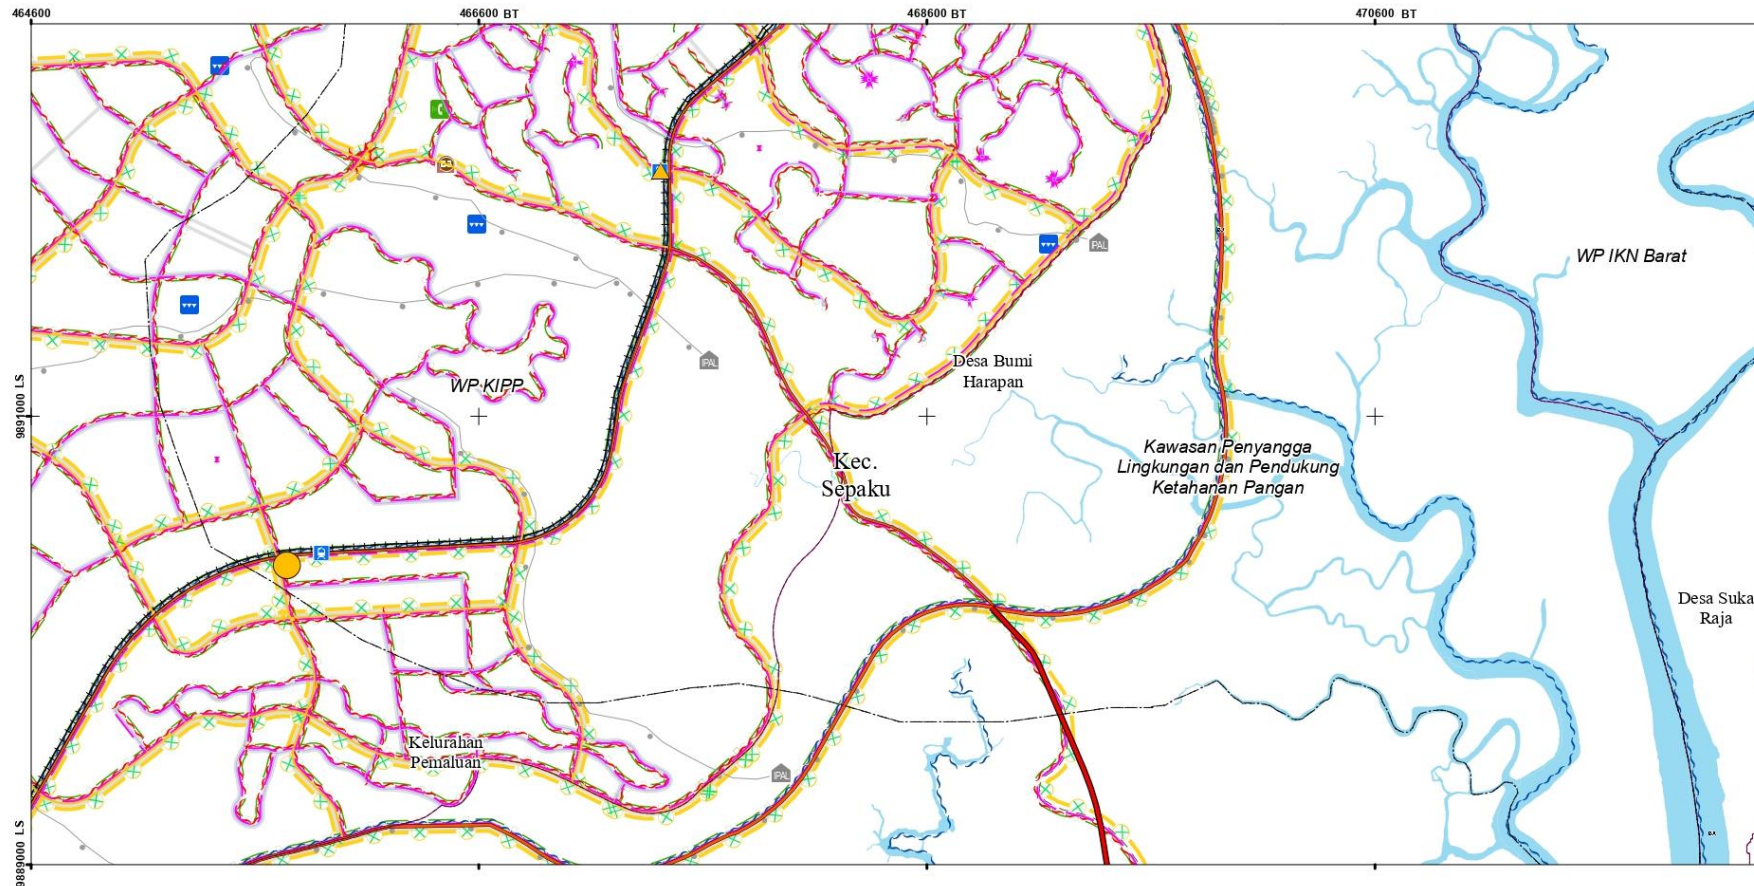 464600
466600 BT
468600 BT
470600 BT
WP IKN Barat
IPAL
IPAL
Desa Bumi
Harapan
WP KIPP
9891000 LS
Kec.
Sepaku
Kawasan Penyangga
Lingkungan dan Pendukung
Ketahanan Pangan
Desa Suka
Raja
Kelurahan
Pemaluan
IPAL
9889000 LS